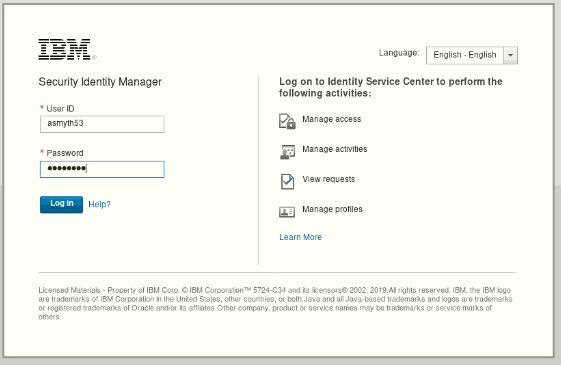 IBM
Language: English - English
Security Identity Manager
* User ID
asmyth53
* Password
●●●●●●●●
Log in Help?
Log on to Identity Service Center to perform the
following activities:
Manage access
Manage activities
View requests
Manage profiles
Learn More
Licensed Materials - Property of IBM Corp. © IBM Corporation™ 5724-C34 and its licensors® 2002, 2019.All rights reserved. IBM, the IBM logo
are trademarks of IBM Corporation in the United States, other countries, or both.Java and all Java-based trademarks and logos are trademarks
or registered trademarks of Oracle and/or its affiliates.Other company, product or service names may be trademarks or service marks of
others.